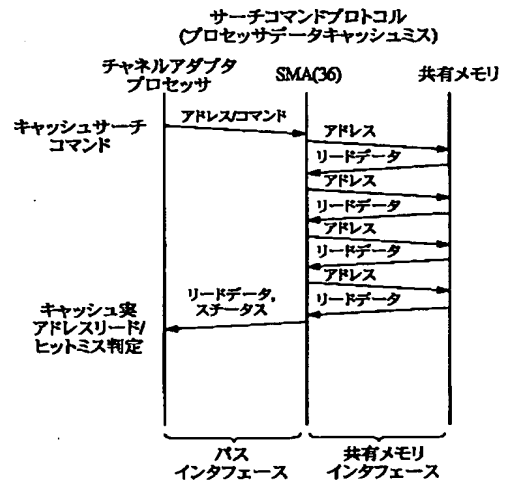 サーチコマンドプロトコル
(プロセッサデータキャッシュミス)
チャネルアダプタ
プロセッサ
SMA(36)
共有メモリ
キャッシュサーチ
コマンド
アドレス/コマンド
アドレス
リードデータ
アドレス
リードデータ
アドレス
リードデータ
アドレス
リードデータ
リードデータ,
スチータス
キャッシュ実
アドレスリード/
ヒットミス判定
パス
インタフェース
共有メモリ
インタフェース